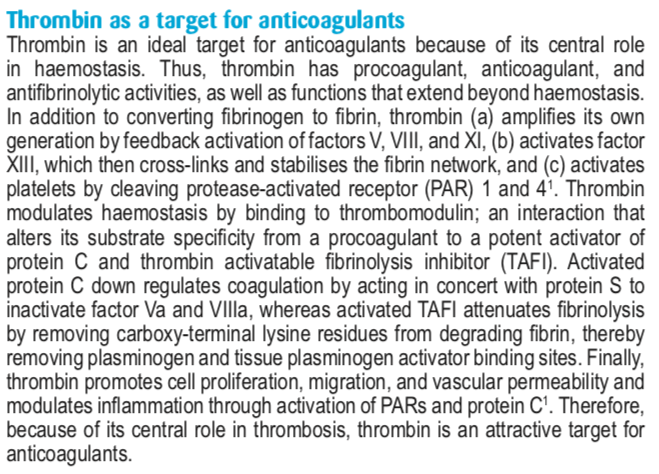 Thrombin as a target for anticoagulants
Thrombin is an ideal target for anticoagulants because of its central role
in haemostasis. Thus, thrombin has procoagulant, anticoagulant, and
antifibrinolytic activities, as well as functions that extend beyond haemostasis.
In addition to converting fibrinogen to fibrin, thrombin (a) amplifies its own
generation by feedback activation of factors V, VIII, and XI, (b) activates factor
XIII, which then cross-links and stabilises the fibrin network, and (c) activates
platelets by cleaving protease-activated receptor (PAR) 1 and 4¹. Thrombin
modulates haemostasis by binding to thrombomodulin; an interaction that
alters its substrate specificity from a procoagulant to a potent activator of
protein C and thrombin activatable fibrinolysis inhibitor (TAFI). Activated
protein C down regulates coagulation by acting in concert with protein S to
inactivate factor Va and VIIIa, whereas activated TAFI attenuates fibrinolysis
by removing carboxy-terminal lysine residues from degrading fibrin, thereby
removing plasminogen and tissue plasminogen activator binding sites. Finally,
thrombin promotes cell proliferation, migration, and vascular permeability and
modulates inflammation through activation of PARs and protein C¹. Therefore,
because of its central role in thrombosis, thrombin is an attractive target for
anticoagulants.